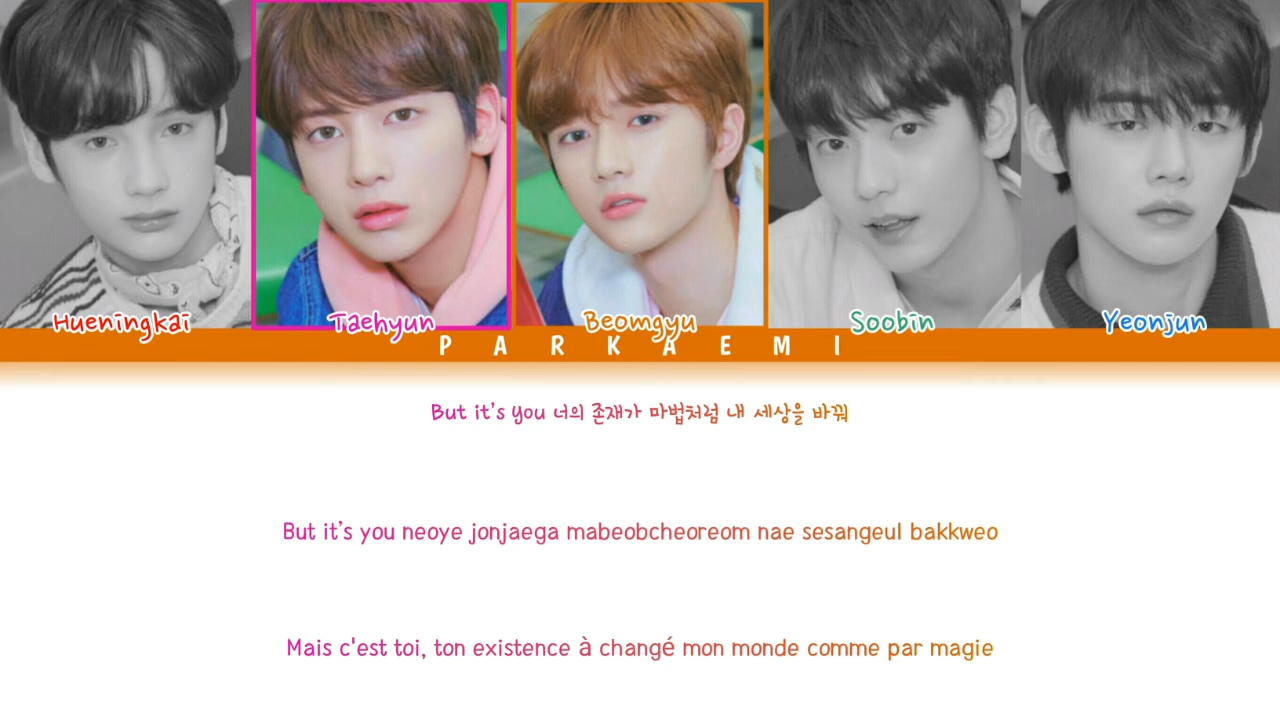 Hueningkai Taehyun Beomgyu Soobin Yeonjun
PARKAEMI
But it's you 너의 존재가 마법처럼 내 세상을 바꿔
But it's you neoye jonjaega mabeobcheoreom nae sesangeul bakkweo
Mais c'est toi, ton existence à changé mon monde comme par magie